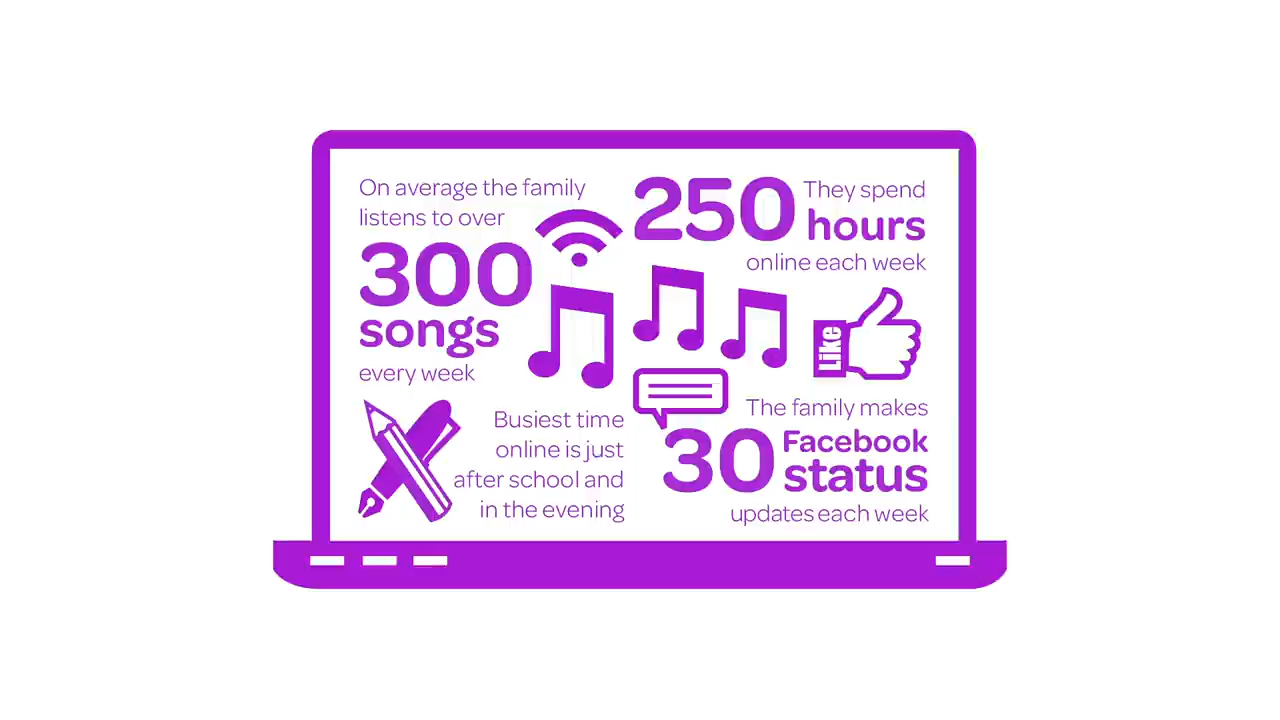 On average the family
listens to over
300
songs
every week
250 They spend
hours
online each week
Like
Busiest time
online is just
after school and
in the evening
The family makes
30 Facebook
status
updates each week